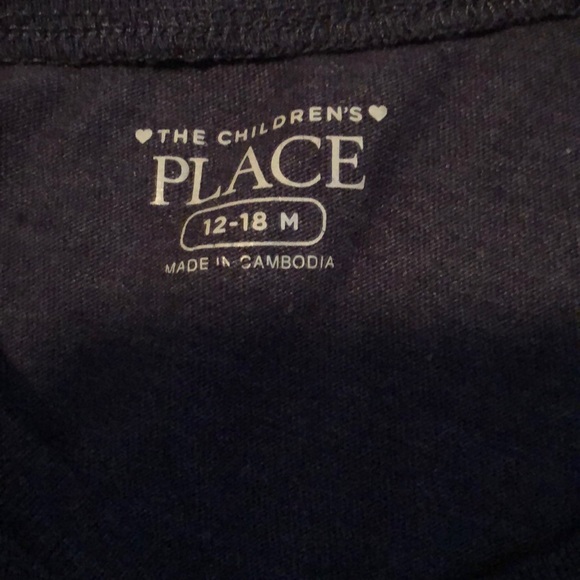 ♥THE CHILDREN'S♥
PLACE
12-18 M
MADE IN CAMBODIA